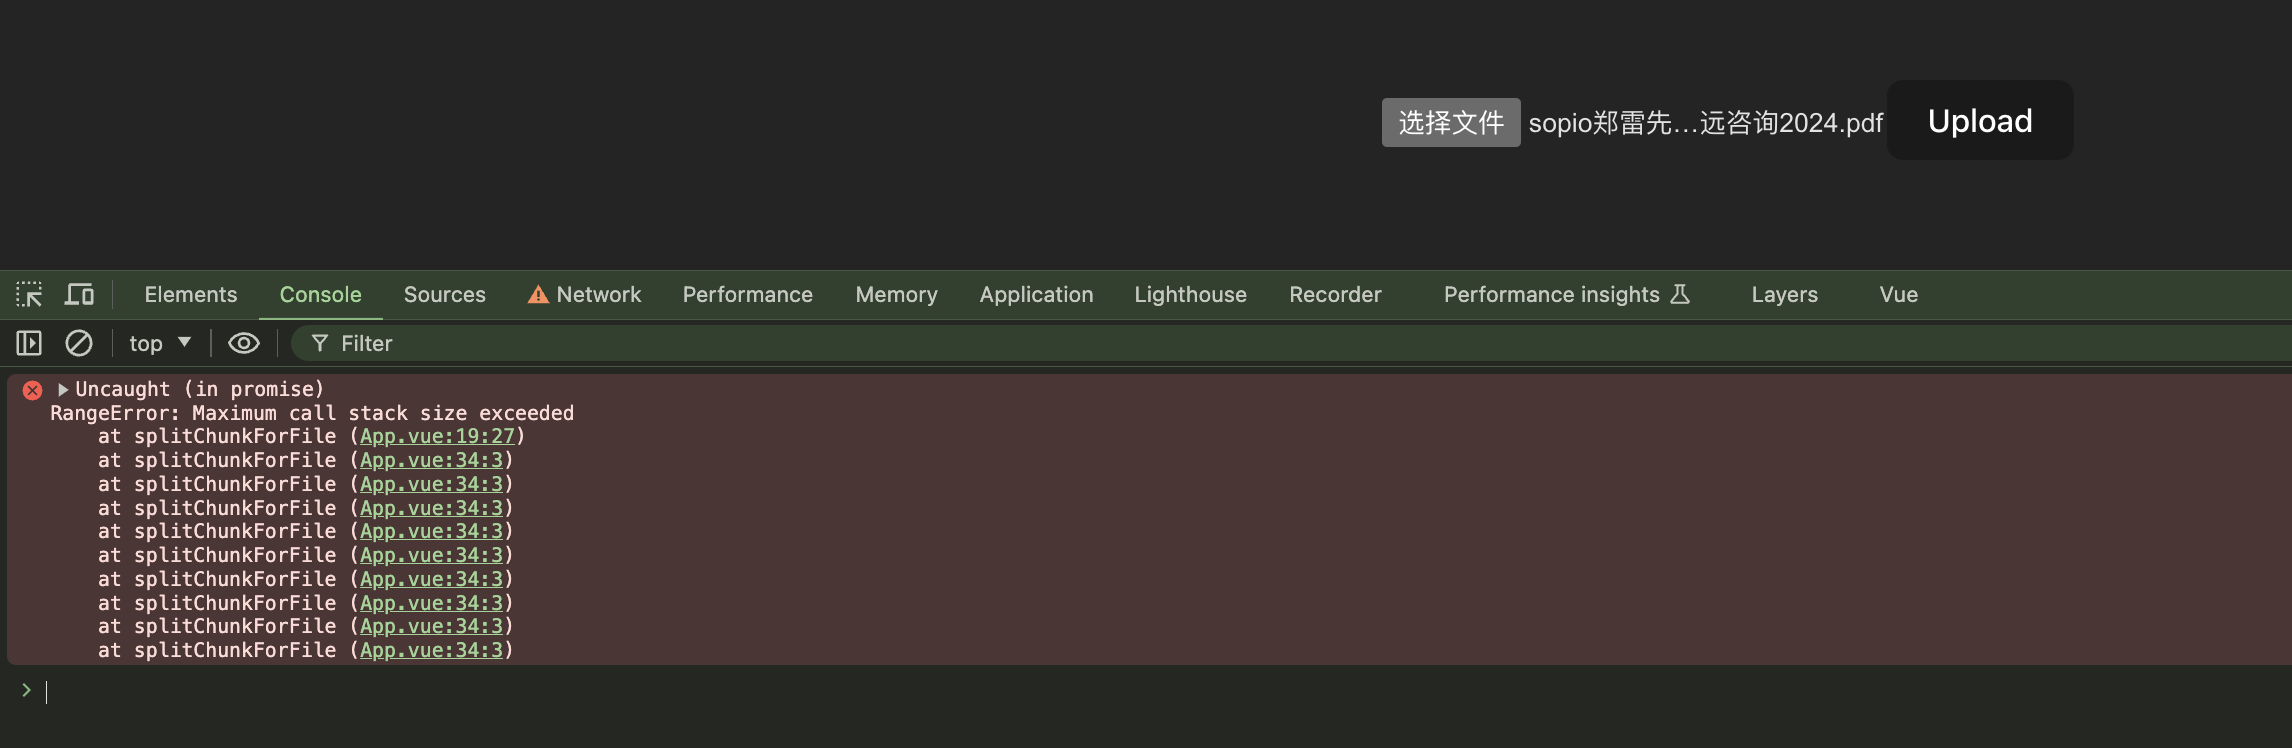 选择文件 sopio郑雷先…远咨询2024.pdf Upload
Elements Console Sources Network Performance Memory Application Lighthouse Recorder Performance insights Layers Vue
top Filter
Uncaught (in promise)
RangeError: Maximum call stack size exceeded
at splitChunkForFile (App.vue:19:27)
at splitChunkForFile (App.vue:34:3)
at splitChunkForFile (App.vue:34:3)
at splitChunkForFile (App.vue:34:3)
at splitChunkForFile (App.vue:34:3)
at splitChunkForFile (App.vue:34:3)
at splitChunkForFile (App.vue:34:3)
at splitChunkForFile (App.vue:34:3)
at splitChunkForFile (App.vue:34:3)
at splitChunkForFile (App.vue:34:3)